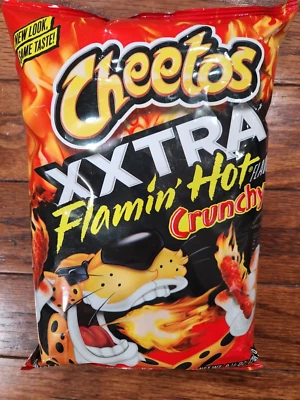 NEW LOOK,
SAME TASTE!
Cheetos
XXTRA
Flamin' Hot
Crunchy